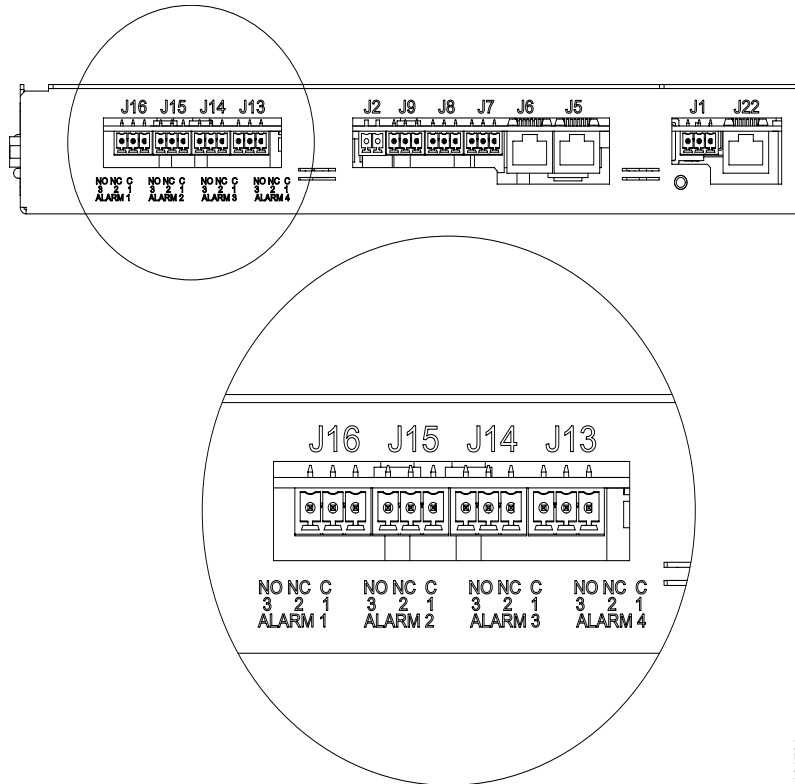 J16 J15 J14 J13 J2 J9 J8 J7 J6 J5 J1 J22
NO NC C NO NC C NO NC C NO NC C
3 2 1 3 2 1 3 2 1 3 2 1
ALARM 1 ALARM 2 ALARM 3 ALARM 4
J16 J15 J14 J13
NO NC C NO NC C NO NC C NO NC C
3 2 1 3 2 1 3 2 1 3 2 1
ALARM 1 ALARM 2 ALARM 3 ALARM 4